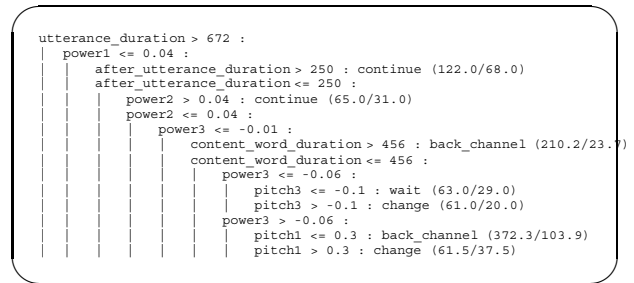 utterance_duration > 672 :
| power1 <= 0.04 :
| | after_utterance_duration > 250 : continue (122.0/68.0)
| | after_utterance_duration <= 250 :
| | | power2 > 0.04 : continue (65.0/31.0)
| | | power2 <= 0.04 :
| | | | power3 <= -0.01 :
| | | | | content_word_duration > 456 : back_channel (210.2/23.7)
| | | | | content_word_duration <= 456 :
| | | | | | power3 <= -0.06 :
| | | | | | | pitch3 <= -0.1 : wait (63.0/29.0)
| | | | | | | pitch3 > -0.1 : change (61.0/20.0)
| | | | | | power3 > -0.06 :
| | | | | | | pitch1 <= 0.3 : back_channel (372.3/103.9)
| | | | | | | pitch1 > 0.3 : change (61.5/37.5)